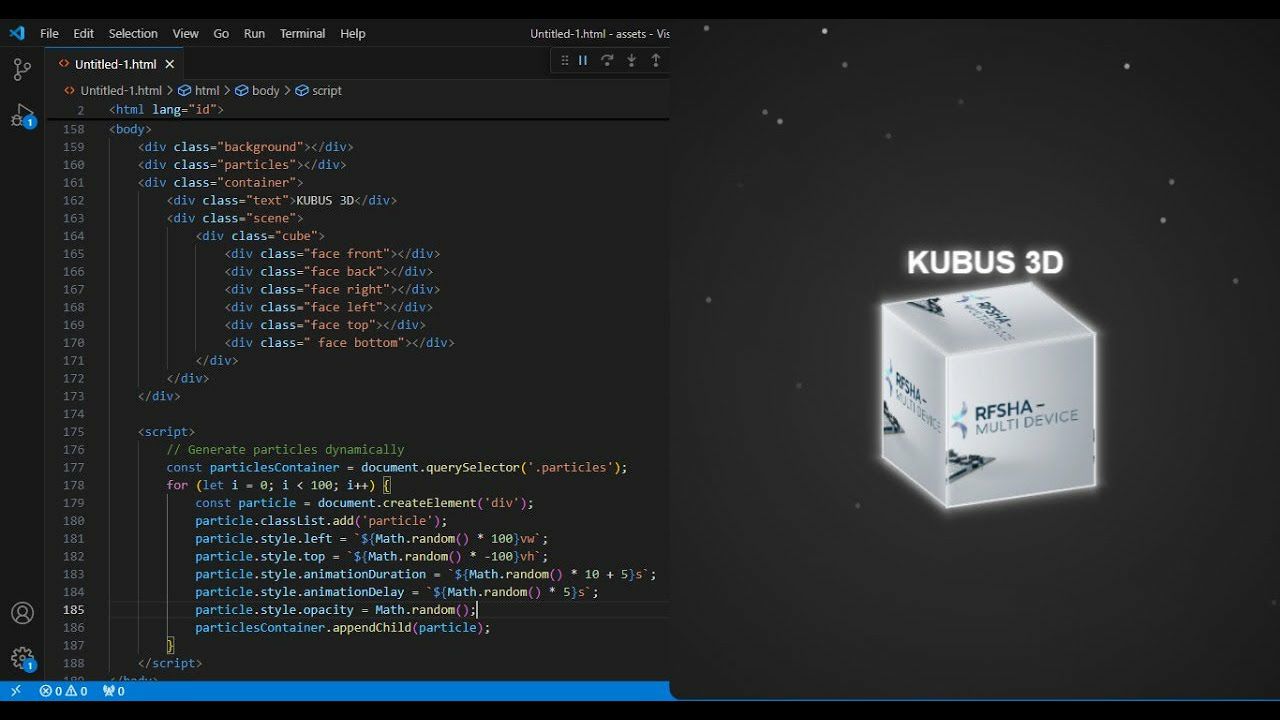 File Edit Selection View Go Run Terminal Help
Untitled-1.html - assets - Vis
Untitled-1.html
Untitled-1.html > html > body > script
2 <html lang="id">
158 <body>
159 <div class="background"></div>
160 <div class="particles"></div>
161 <div class="container">
162 <div class="text">KUBUS 3D</div>
163 <div class="scene">
164 <div class="cube">
165 <div class="face front"></div>
166 <div class="face back"></div>
167 <div class="face right"></div>
168 <div class="face left"></div>
169 <div class="face top"></div>
170 <div class=" face bottom"></div>
171 </div>
172 </div>
173 </div>
174
175 <script>
176 // Generate particles dynamically
177 const particlesContainer = document.querySelector('.particles');
178 for (let i = 0; i < 100; i++) {
179 const particle = document.createElement('div');
180 particle.classList.add('particle');
181 particle.style.left = `${Math.random() * 100}vw`;
182 particle.style.top = `${Math.random() * -100}vh`;
183 particle.style.animationDuration = `${Math.random() * 10 + 5}s`;
184 particle.style.animationDelay = `${Math.random() * 5}s`;
185 particle.style.opacity = Math.random();
186 particlesContainer.appendChild(particle);
187 }
188 </script>
189 </body>
1
1
0 0 0
KUBUS 3D
RFSHA –
MULTI DEVICE
RFSHA –
MULTI DEVICE
RFSHA –
MULTI DEVICE